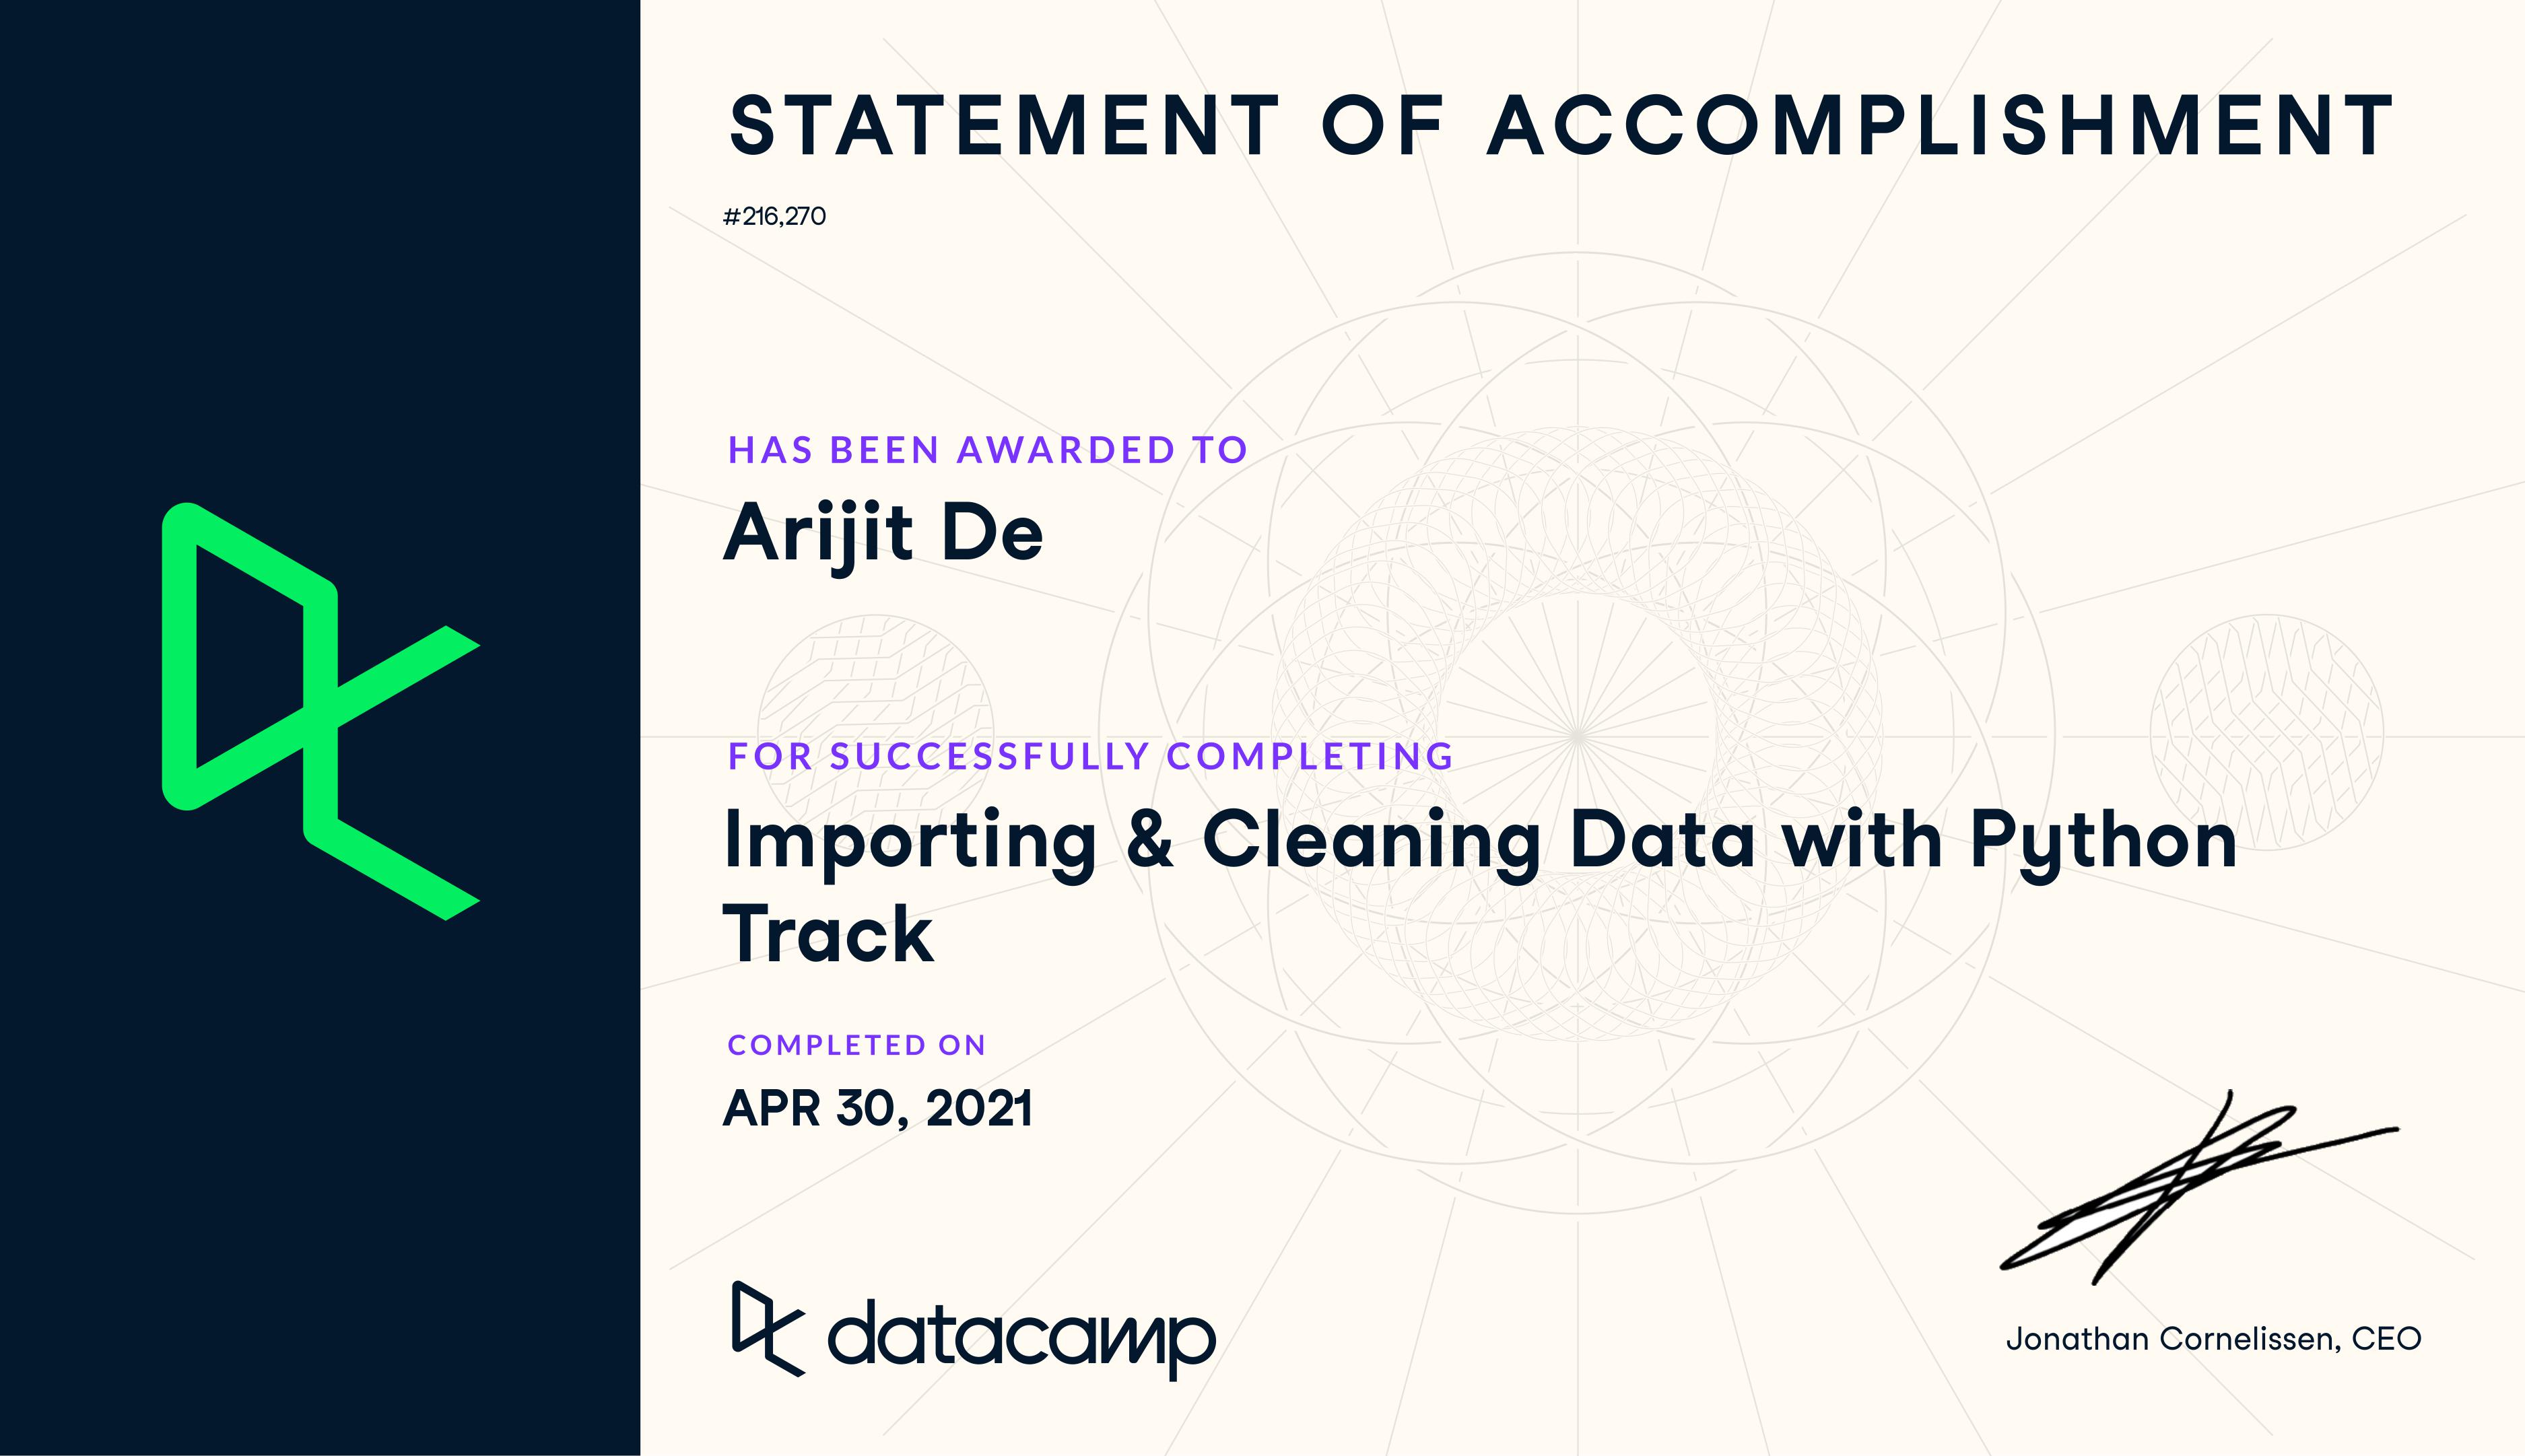 STATEMENT OF ACCOMPLISHMENT
#216,270
HAS BEEN AWARDED TO
Arijit De
FOR SUCCESSFULLY COMPLETING
Importing & Cleaning Data with Python
Track
COMPLETED ON
APR 30, 2021
datacamp
Jonathan Cornelissen, CEO